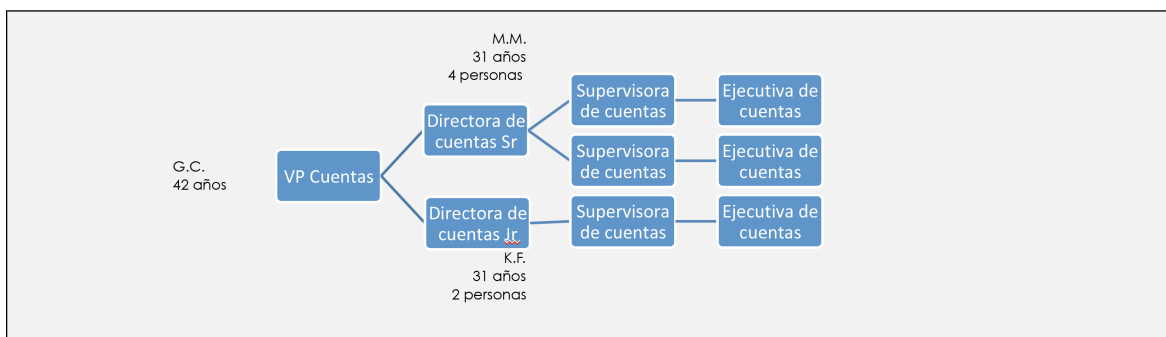 M.M.
31 años
4 personas
Supervisora
de cuentas
Ejecutiva de
cuentas
Directora de
cuentas Sr
Supervisora
de cuentas
Ejecutiva de
cuentas
G.C.
42 años
VP Cuentas
Directora de
cuentas Jr
Supervisora
de cuentas
Ejecutiva de
cuentas
K.F.
31 años
2 personas